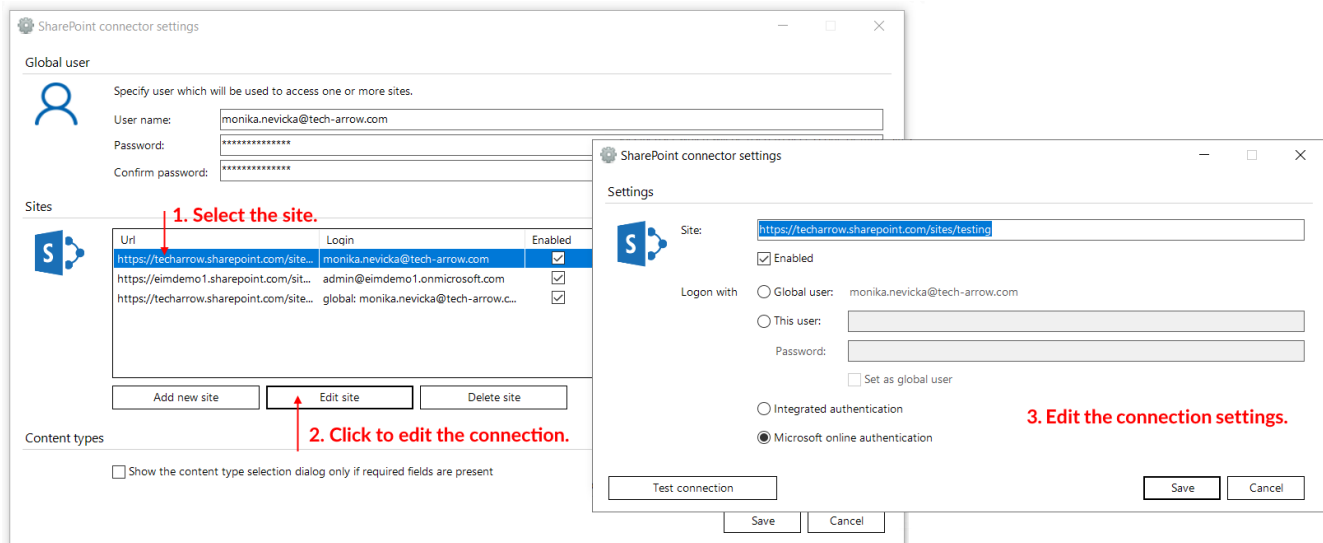 SharePoint connector settings
Global user
Specify user which will be used to access one or more sites.
User name: monika.nevicka@tech-arrow.com
Password: **************
Confirm password: **************
Sites
1. Select the site.
Url Login Enabled
https://techarrow.sharepoint.com/site... monika.nevicka@tech-arrow.com
https://eimdemo1.sharepoint.com/sit... admin@eimdemo1.onmicrosoft.com
https://techarrow.sharepoint.com/site... global: monika.nevicka@tech-arrow.c...
Add new site Edit site Delete site
2. Click to edit the connection.
Content types
Show the content type selection dialog only if required fields are present
Save Cancel
SharePoint connector settings
Settings
Site: https://techarrow.sharepoint.com/sites/testing
Enabled
Logon with Global user: monika.nevicka@tech-arrow.com
This user:
Password:
Set as global user
Integrated authentication
3. Edit the connection settings.
Microsoft online authentication
Test connection Save Cancel